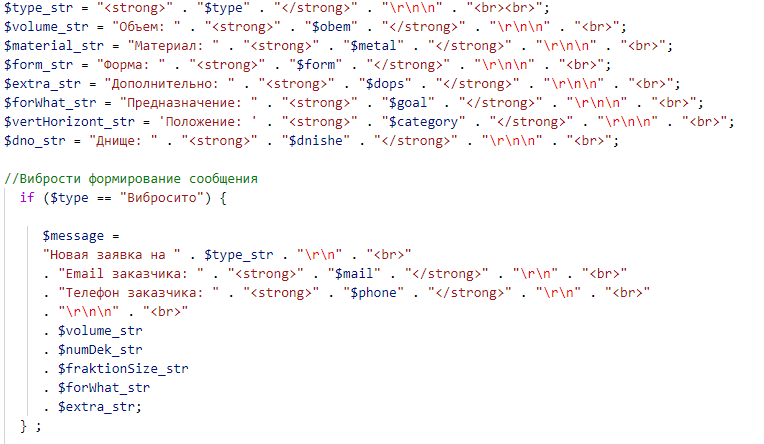 $type_str = "<strong>" . "$type" . "</strong>" . "\r\n\n" . "<br><br>";
$volume_str = "Объем: " . "<strong>" . "$obem" . "</strong>" . "\r\n\n" . "<br>";
$material_str = "Материал: " . "<strong>" . "$metal" . "</strong>" . "\r\n\n" . "<br>";
$form_str = "Форма: " . "<strong>" . "$form" . "</strong>" . "\r\n\n" . "<br>";
$extra_str = "Дополнительно: " . "<strong>" . "$dops" . "</strong>" . "\r\n\n" . "<br>";
$forWhat_str = "Предназначение: " . "<strong>" . "$goal" . "</strong>" . "\r\n\n" . "<br>";
$vertHorizont_str = 'Положение: ' . "<strong>" . "$category" . "</strong>" . "\r\n\n" . "<br>";
$dno_str = "Днище: " . "<strong>" . "$dnishe" . "</strong>" . "\r\n\n" . "<br>";
//Вибрости формирование сообщения
if ($type == "Вибросито") {
$message =
"Новая заявка на " . $type_str . "\r\n" . "<br>"
. "Email заказчика: " . "<strong>" . "$mail" . "</strong>" . "\r\n" . "<br>"
. "Телефон заказчика: " . "<strong>" . "$phone" . "</strong>" . "\r\n" . "<br>"
. "\r\n\n" . "<br>"
. $volume_str
. $numDek_str
. $fraktionSize_str
. $forWhat_str
. $extra_str;
} ;